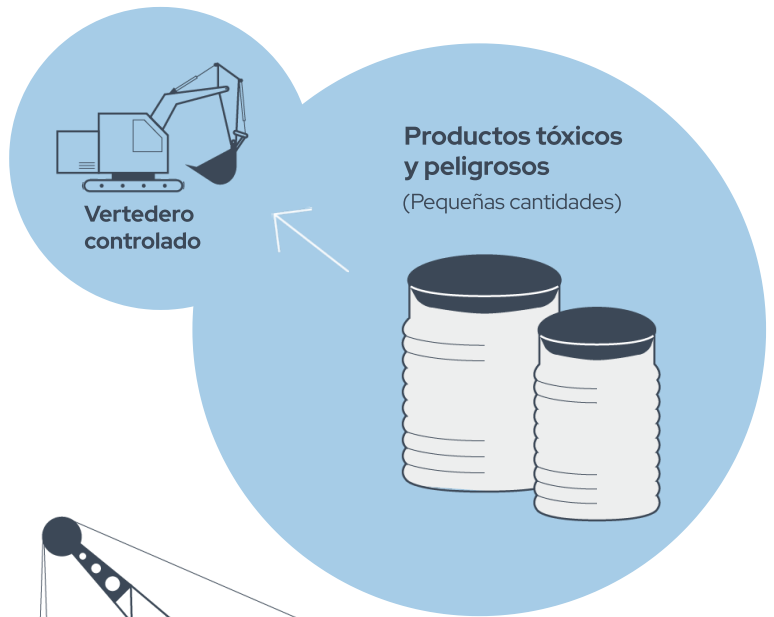 Productos tóxicos
y peligrosos
(Pequeñas cantidades)
Vertedero
controlado